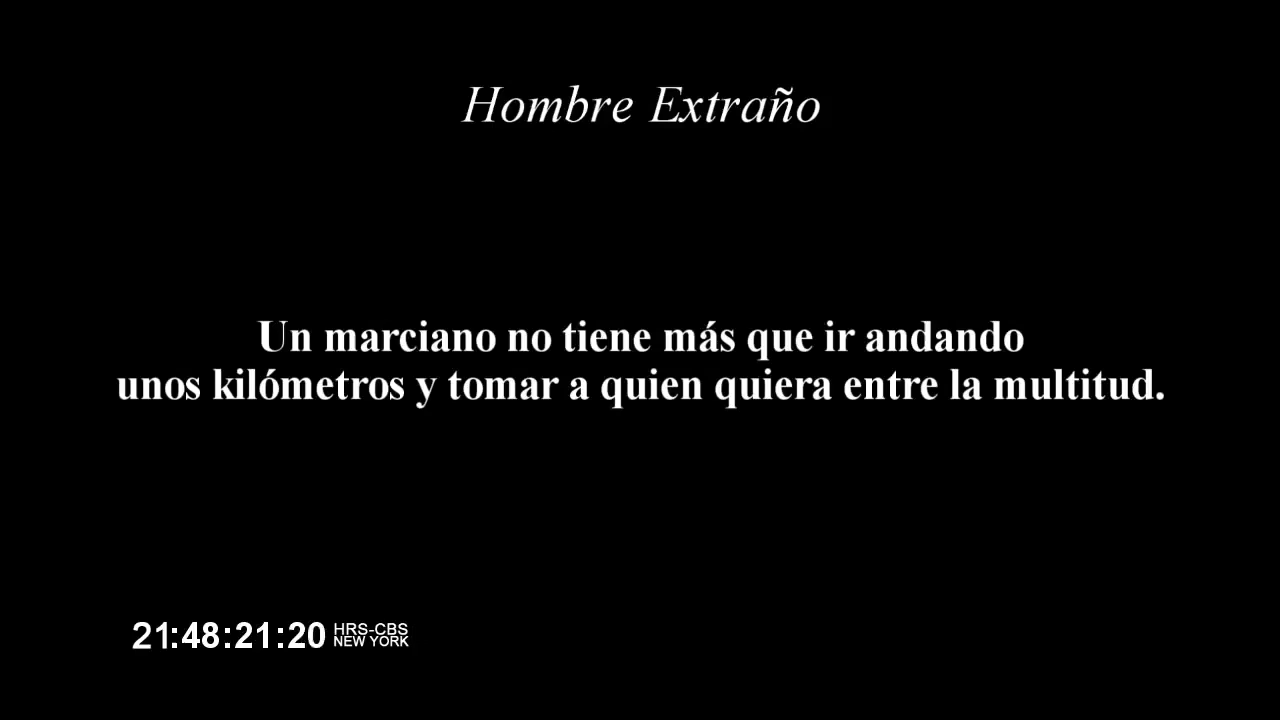 Hombre Extraño
Un marciano no tiene más que ir andando
unos kilómetros y tomar a quien quiera entre la multitud.
21:48:21:20 HRS-CBS
NEW YORK